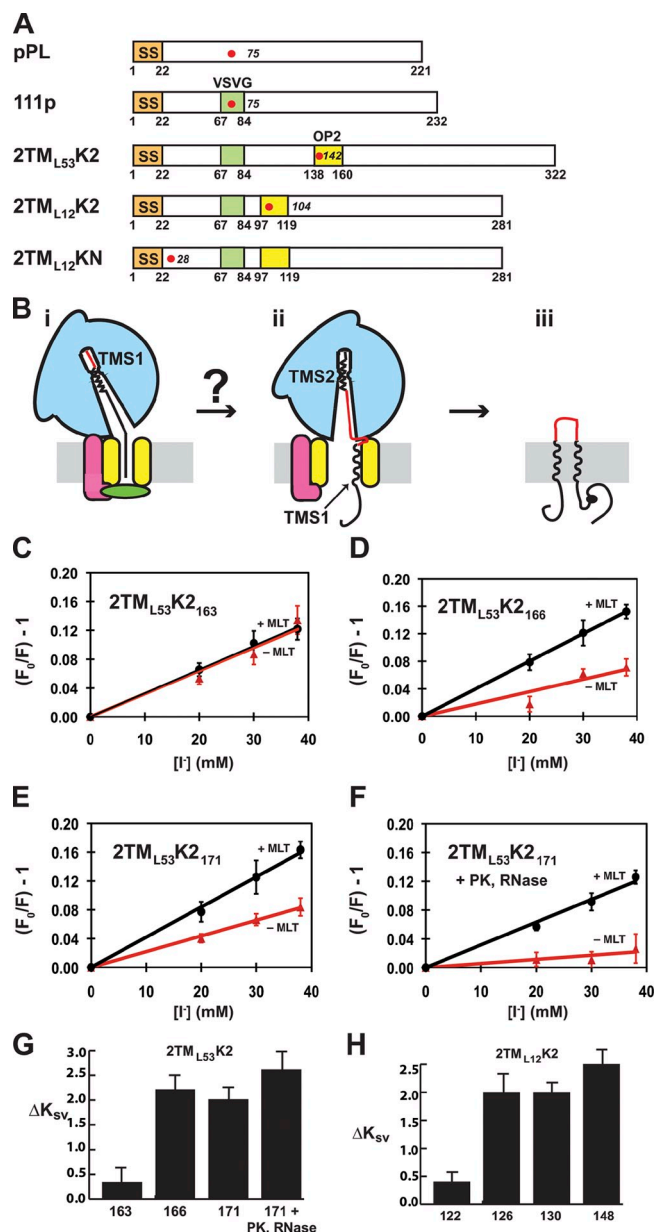 A
pPL
SS
75
1 22 221
VSVG
111p
SS
75
1 22 67 84 232
OP2
2TML53K2
SS
142
1 22 67 84 138 160 322
2TML12K2
SS
104
1 22 67 84 97 119 281
2TML12KN
SS
28
1 22 67 84 97 119 281
B
i ii iii
TMS1
?
TMS2
TMS1
C
2TML53K2163
+ MLT
– MLT
(F0/F) - 1
0.20
0.16
0.12
0.08
0.04
0.00
0 10 20 30 40
[I-] (mM)
D
2TML53K2166
+ MLT
– MLT
(F0/F) - 1
0.20
0.16
0.12
0.08
0.04
0.00
0 10 20 30 40
[I-] (mM)
E
2TML53K2171
+ MLT
– MLT
(F0/F) - 1
0.20
0.16
0.12
0.08
0.04
0.00
0 10 20 30 40
[I-] (mM)
F
2TML53K2171
+ PK, RNase
+ MLT
– MLT
(F0/F) - 1
0.20
0.16
0.12
0.08
0.04
0.00
0 10 20 30 40
[I-] (mM)
G
2TML53K2
ΔKsv
3.0
2.5
2.0
1.5
1.0
0.5
0.0
163 166 171 171 +
PK, RNase
H
2TML12K2
ΔKsv
2.5
2.0
1.5
1.0
0.5
0.0
122 126 130 148